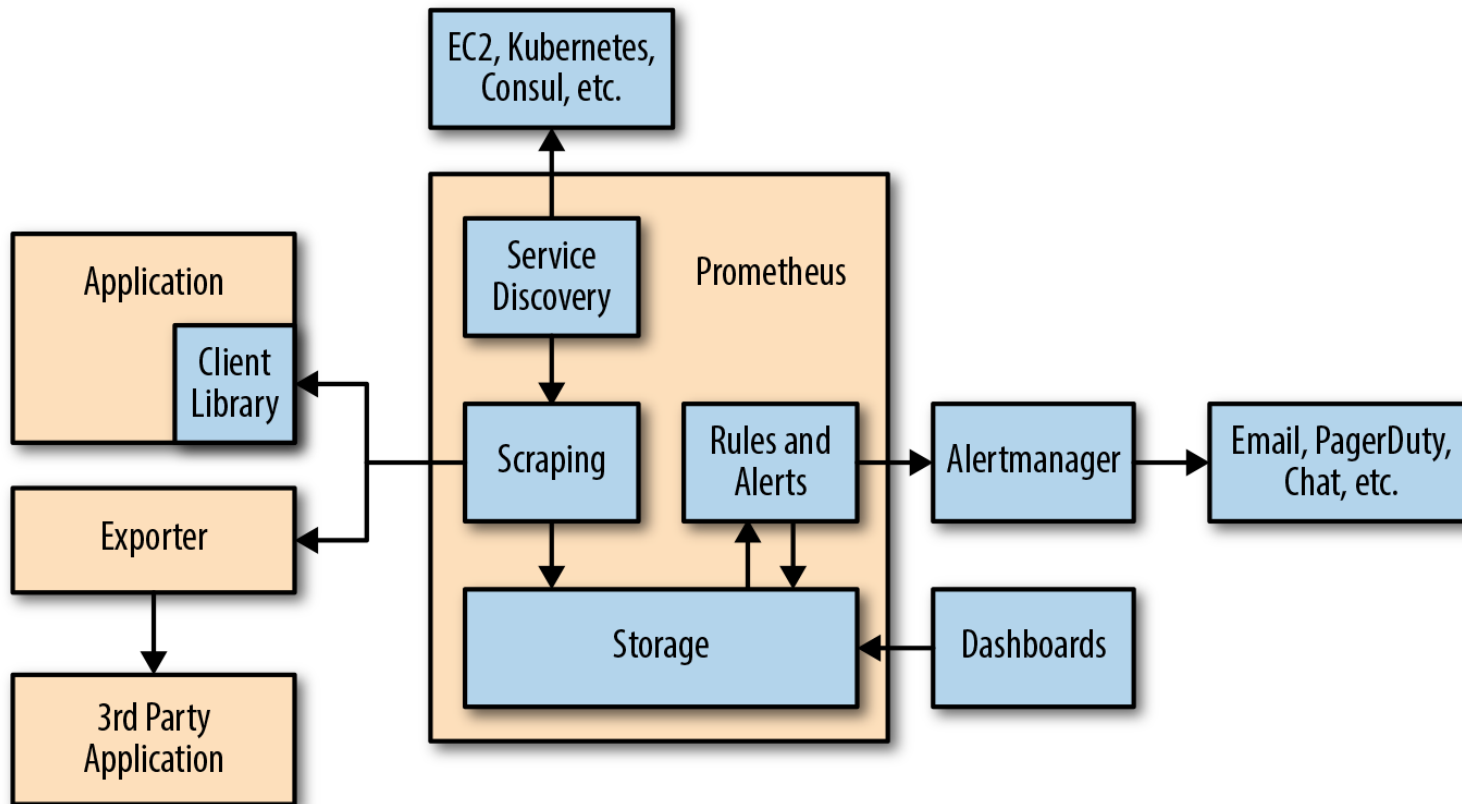 EC2, Kubernetes,
Consul, etc.
Application
Client
Library
Service
Discovery
Prometheus
Scraping
Rules and
Alerts
Alertmanager
Email, PagerDuty,
Chat, etc.
Exporter
Storage
Dashboards
3rd Party
Application